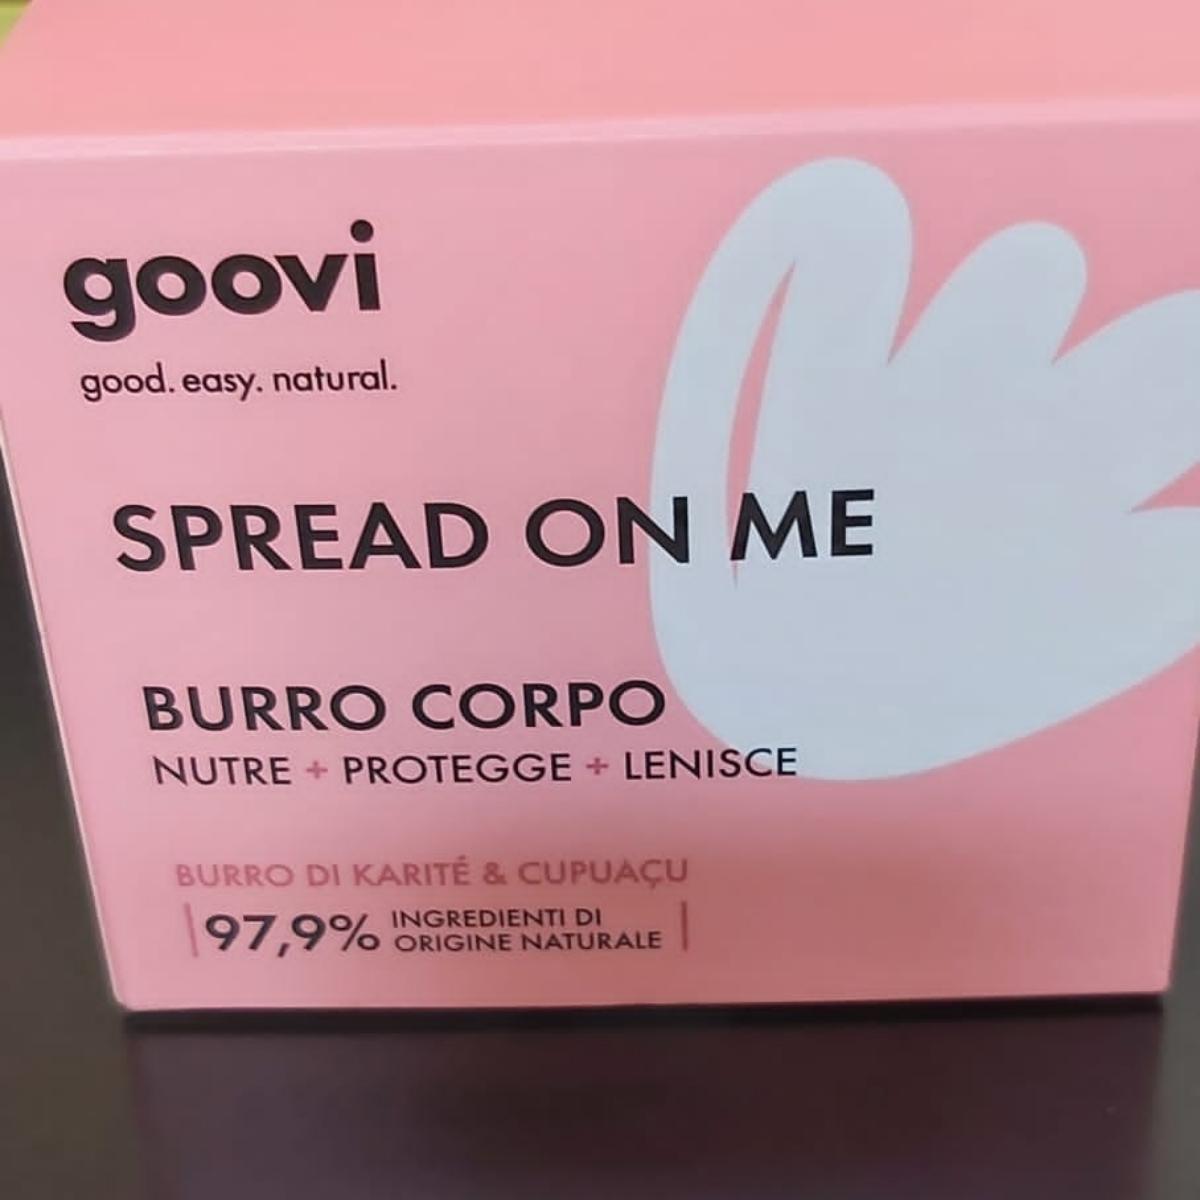 goovi
good. easy. natural.
SPREAD ON ME
BURRO CORPO
NUTRE + PROTEGGE + LENISCE
BURRO DI KARITÉ & CUPUAÇU
97,9% INGREDIENTI DI
ORIGINE NATURALE